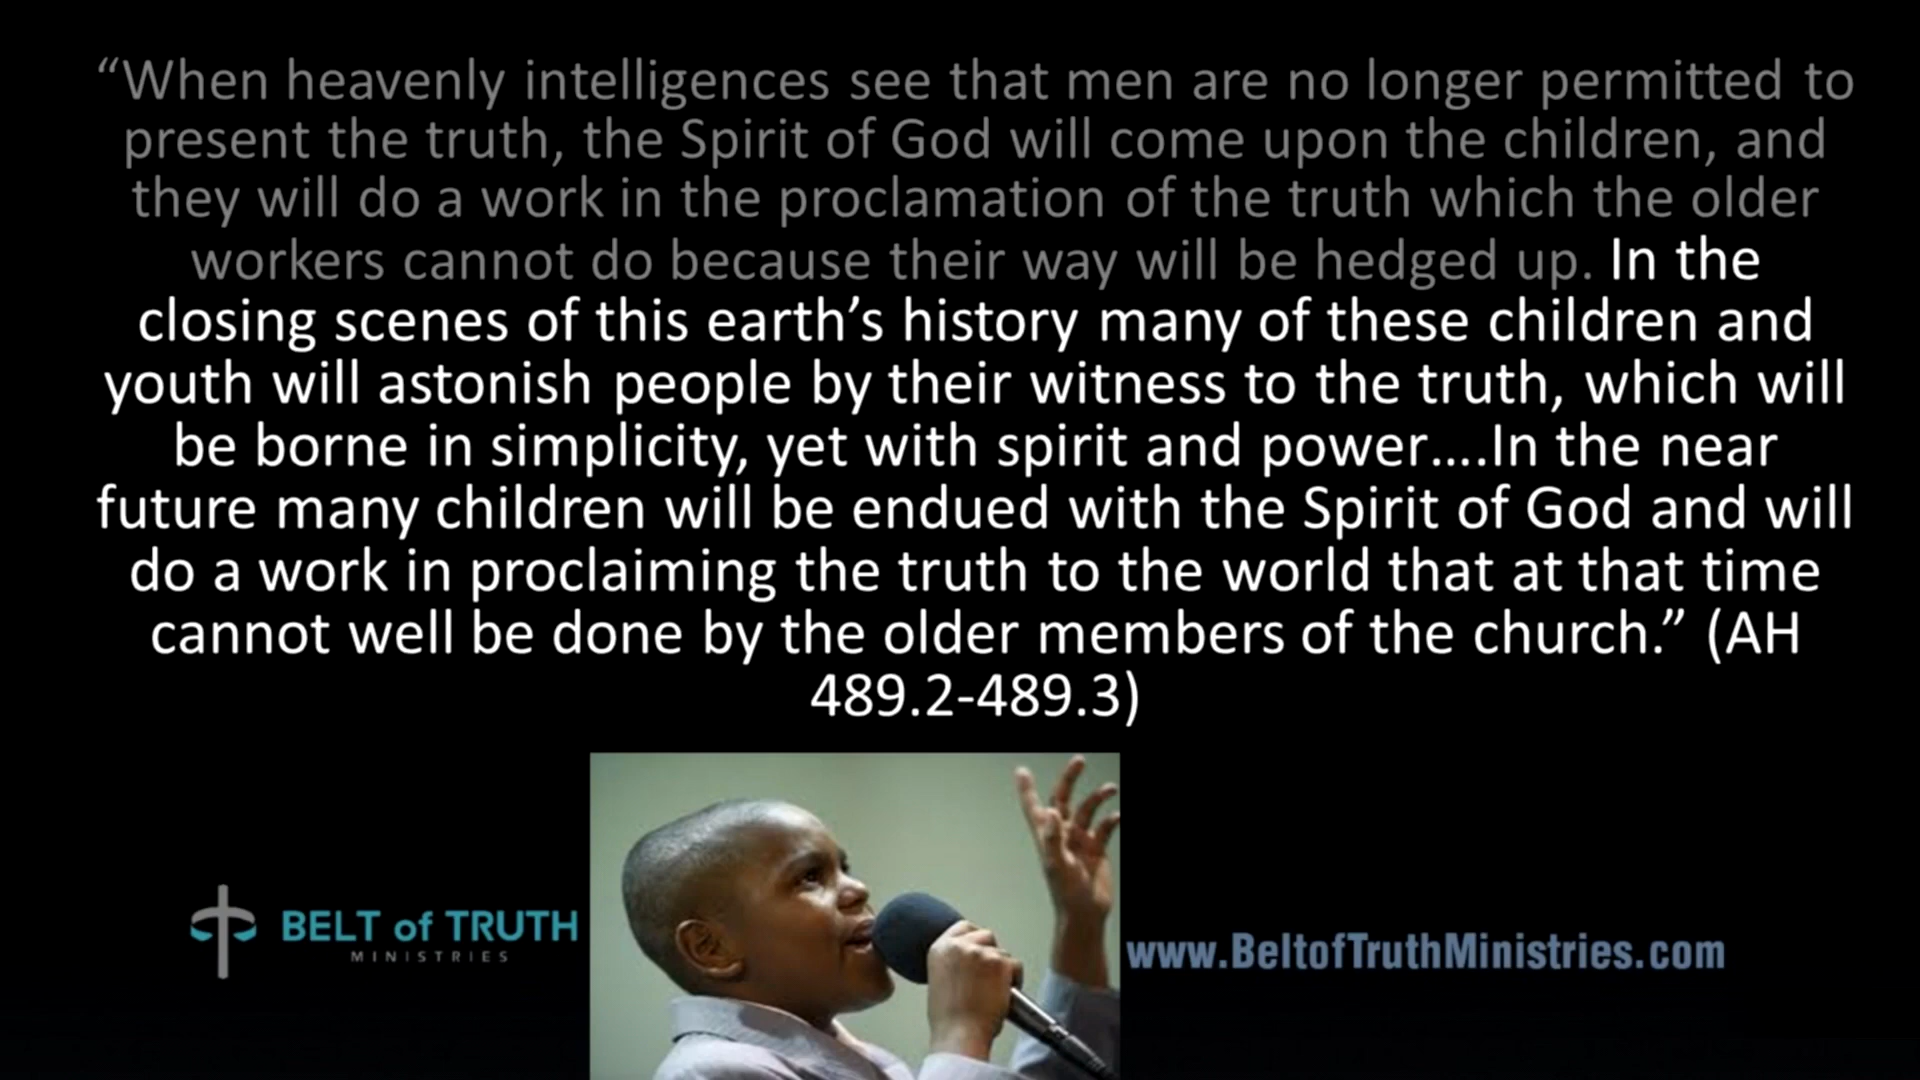 “When heavenly intelligences see that men are no longer permitted to
present the truth, the Spirit of God will come upon the children, and
they will do a work in the proclamation of the truth which the older
workers cannot do because their way will be hedged up. In the
closing scenes of this earth’s history many of these children and
youth will astonish people by their witness to the truth, which will
be borne in simplicity, yet with spirit and power....In the near
future many children will be endued with the Spirit of God and will
do a work in proclaiming the truth to the world that at that time
cannot well be done by the older members of the church.” (AH
489.2-489.3)
BELT of TRUTH
MINISTRIES
www.BeltofTruthMinistries.com